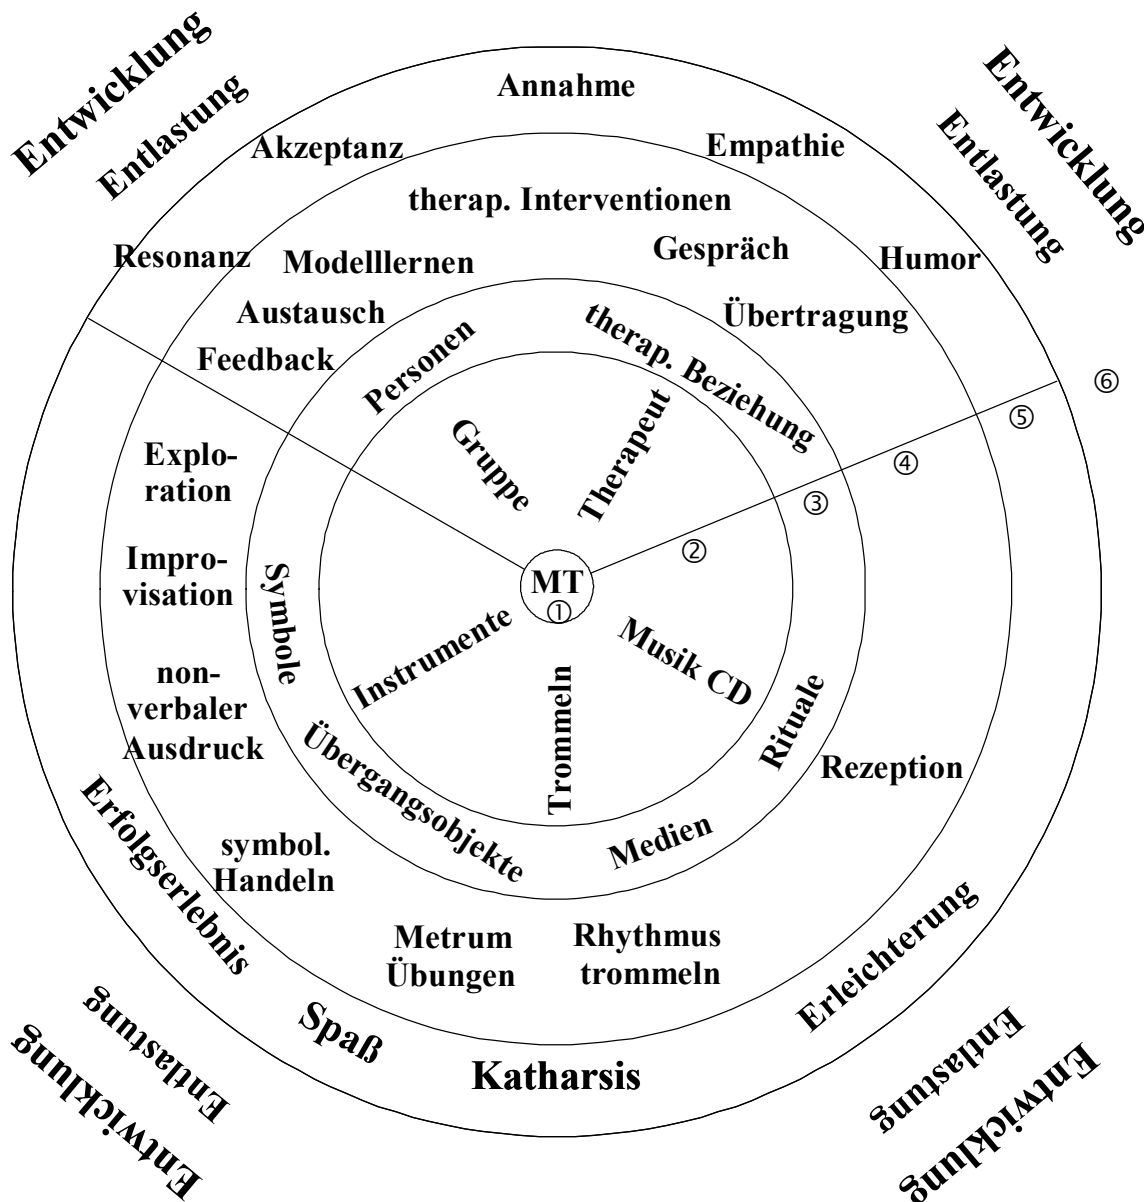 Entwicklung
Entlastung
Entwicklung
Entlastung
Annahme
Akzeptanz
Empathie
Resonanz
Humor
therap. Interventionen
Modelllernen
Gespräch
Austausch
Übertragung
Feedback
Personen
therap. Beziehung
Gruppe
Therapeut
⑥
⑤
④
③
②
MT
①
Explo-
ration
Impro-
visation
non-
verbaler
Ausdruck
symbol.
Handeln
Symbole
Instrumente
Trommeln
Musik CD
Rituale
Übergangsobjekte
Medien
Rezeption
Metrum
Übungen
Rhythmus
trommeln
Erfolgserlebnis
Spaß
Katharsis
Erleichterung
Entlastung
Entwicklung
Entlastung
Entwicklung